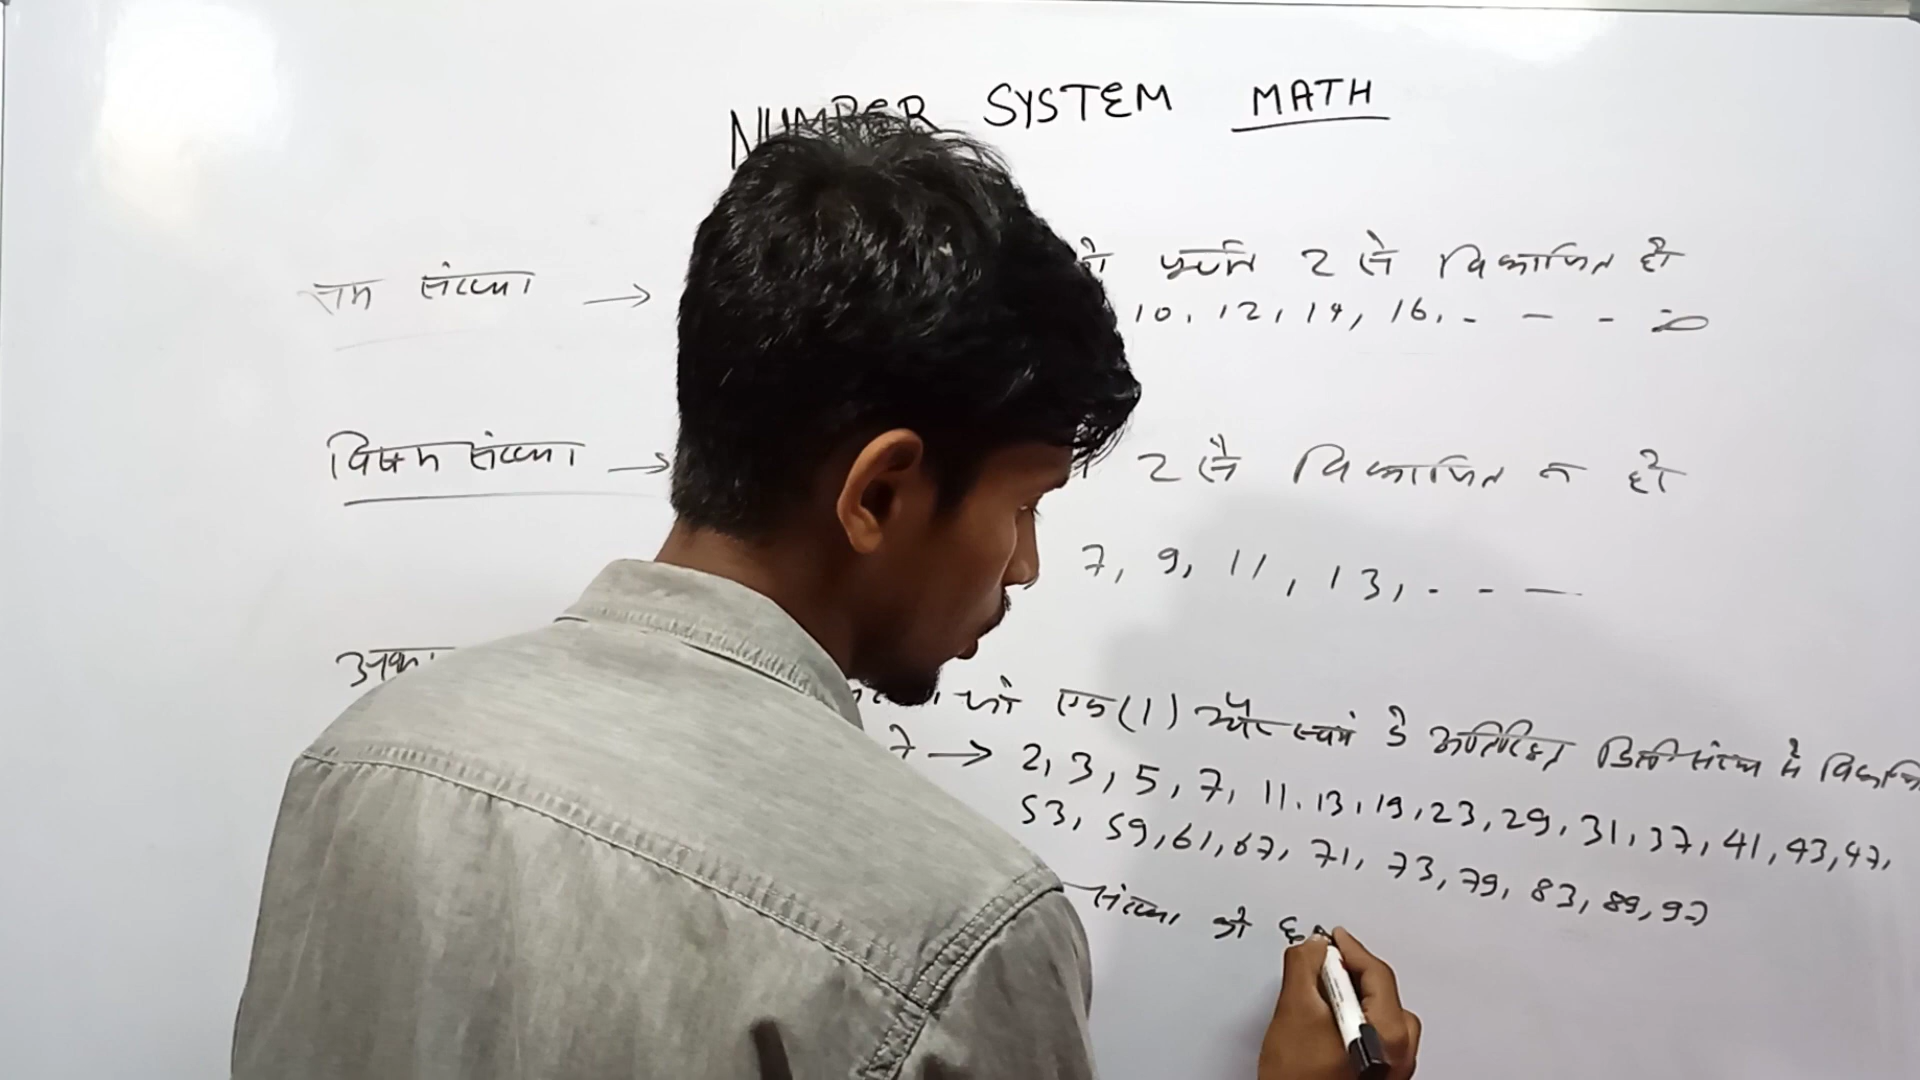 NUMBER SYSTEM MATH
सम संख्या → जो पूर्णतः 2 से विभाजित हो
10, 12, 14, 16, - - -
विषम संख्या → 2 से विभाजित न हो
7, 9, 11, 13, - - -
जो एक (1) और स्वयं के अतिरिक्त किसी संख्या से
7 → 2, 3, 5, 7, 11, 13, 19, 23, 29, 31, 37, 41, 43, 47,
53, 59, 61, 67, 71, 73, 79, 83, 89, 97
संख्या को